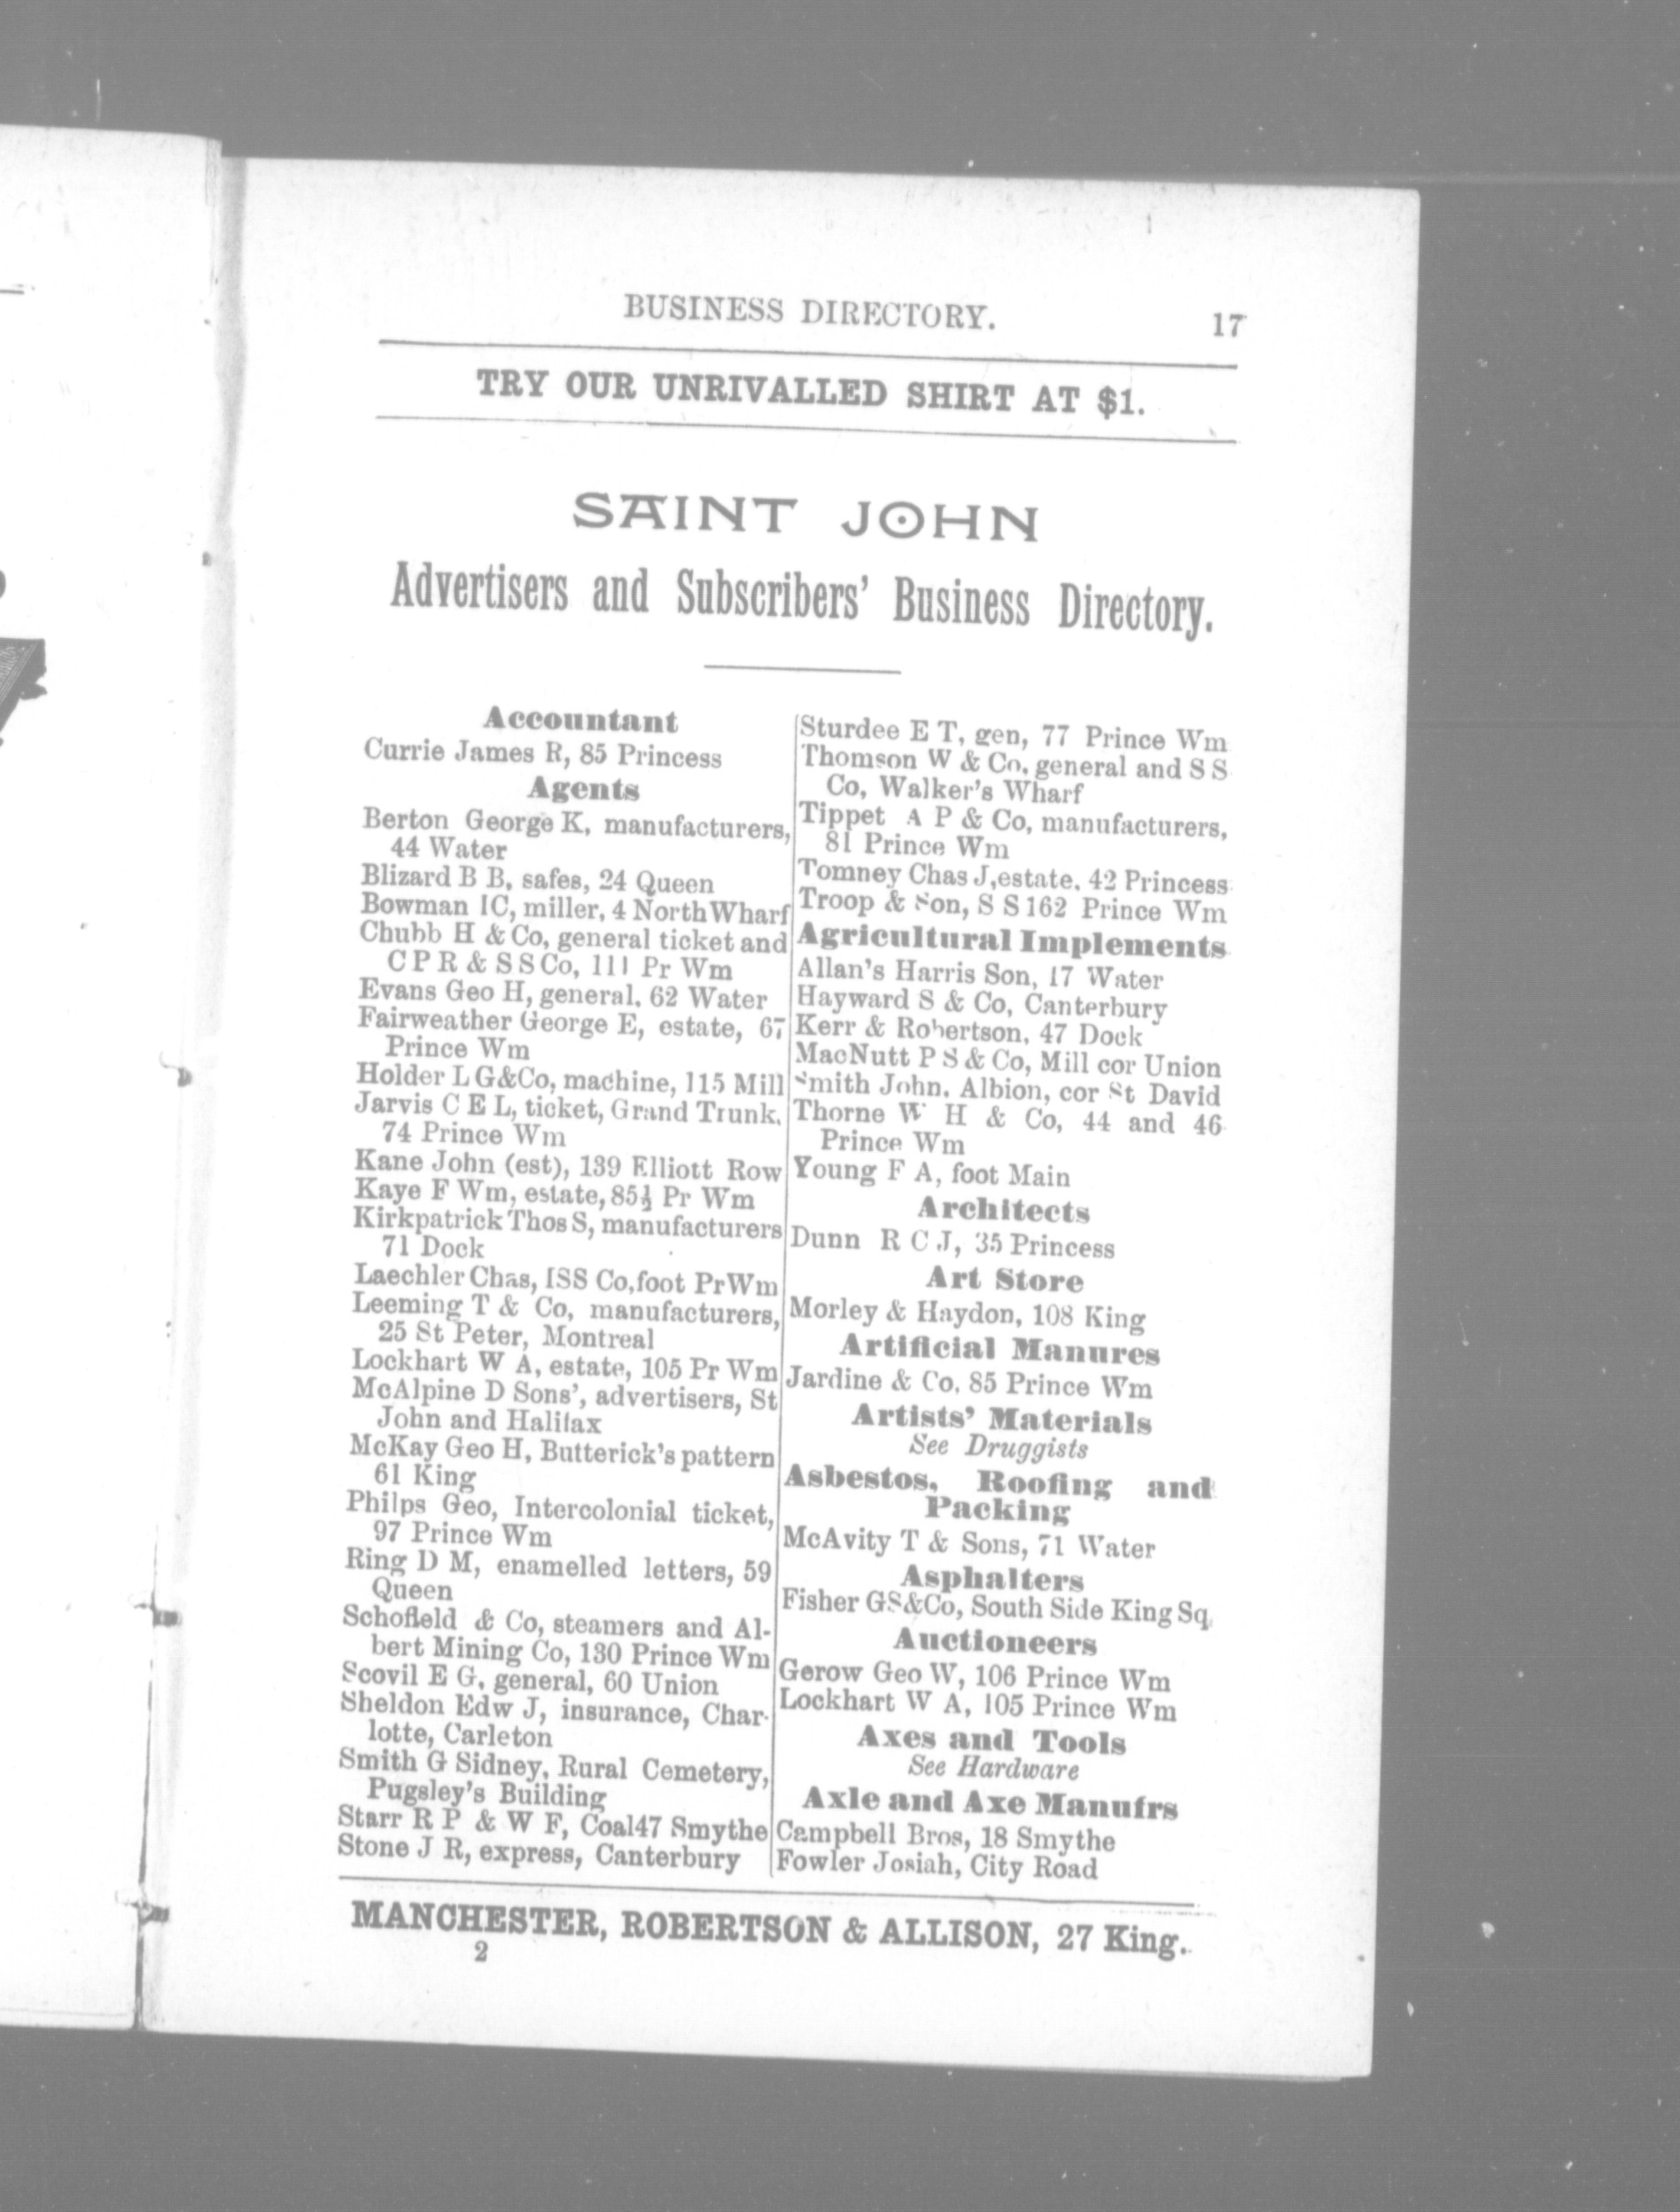 BUSINESS DIRECTORY. 17
TRY OUR UNRIVALLED SHIRT AT $1.
SAINT JOHN
Advertisers and Subscribers' Business Directory.
Accountant
Currie James R, 85 Princess
Agents
Berton George K, manufacturers,
44 Water
Blizard B B, safes, 24 Queen
Bowman IC, miller, 4 North Wharf
Chubb H & Co, general ticket and
C P R & S S Co, 111 Pr Wm
Evans Geo H, general, 62 Water
Fairweather George E, estate, 67
Prince Wm
Holder L G&Co, machine, 115 Mill
Jarvis C E L, ticket, Grand Trunk,
74 Prince Wm
Kane John (est), 139 Elliott Row
Kaye F Wm, estate, 85½ Pr Wm
Kirkpatrick Thos S, manufacturers
71 Dock
Laechler Chas, ISS Co, foot Pr Wm
Leeming T & Co, manufacturers,
25 St Peter, Montreal
Lockhart W A, estate, 105 Pr Wm
McAlpine D Sons', advertisers, St
John and Halifax
McKay Geo H, Butterick's pattern
61 King
Philps Geo, Intercolonial ticket,
97 Prince Wm
Ring D M, enamelled letters, 59
Queen
Schofield & Co, steamers and Al-
bert Mining Co, 130 Prince Wm
Scovil E G, general, 60 Union
Sheldon Edw J, insurance, Char-
lotte, Carleton
Smith G Sidney, Rural Cemetery,
Pugsley's Building
Starr R P & W F, Coal 47 Smythe
Stone J R, express, Canterbury
Sturdee E T, gen, 77 Prince Wm
Thomson W & Co, general and S S
Co, Walker's Wharf
Tippet A P & Co, manufacturers,
81 Prince Wm
Tomney Chas J, estate, 42 Princess
Troop & Son, S S 162 Prince Wm
Agricultural Implements
Allan's Harris Son, 17 Water
Hayward S & Co, Canterbury
Kerr & Robertson, 47 Dock
MacNutt P S & Co, Mill cor Union
Smith John, Albion, cor St David
Thorne W H & Co, 44 and 46
Prince Wm
Young F A, foot Main
Architects
Dunn R C J, 35 Princess
Art Store
Morley & Haydon, 108 King
Artificial Manures
Jardine & Co, 85 Prince Wm
Artists' Materials
See Druggists
Asbestos, Roofing and
Packing
McAvity T & Sons, 71 Water
Asphalters
Fisher GS&Co, South Side King Sq
Auctioneers
Gerow Geo W, 106 Prince Wm
Lockhart W A, 105 Prince Wm
Axes and Tools
See Hardware
Axle and Axe Manufrs
Campbell Bros, 18 Smythe
Fowler Josiah, City Road
MANCHESTER, ROBERTSON & ALLISON, 27 King.
2